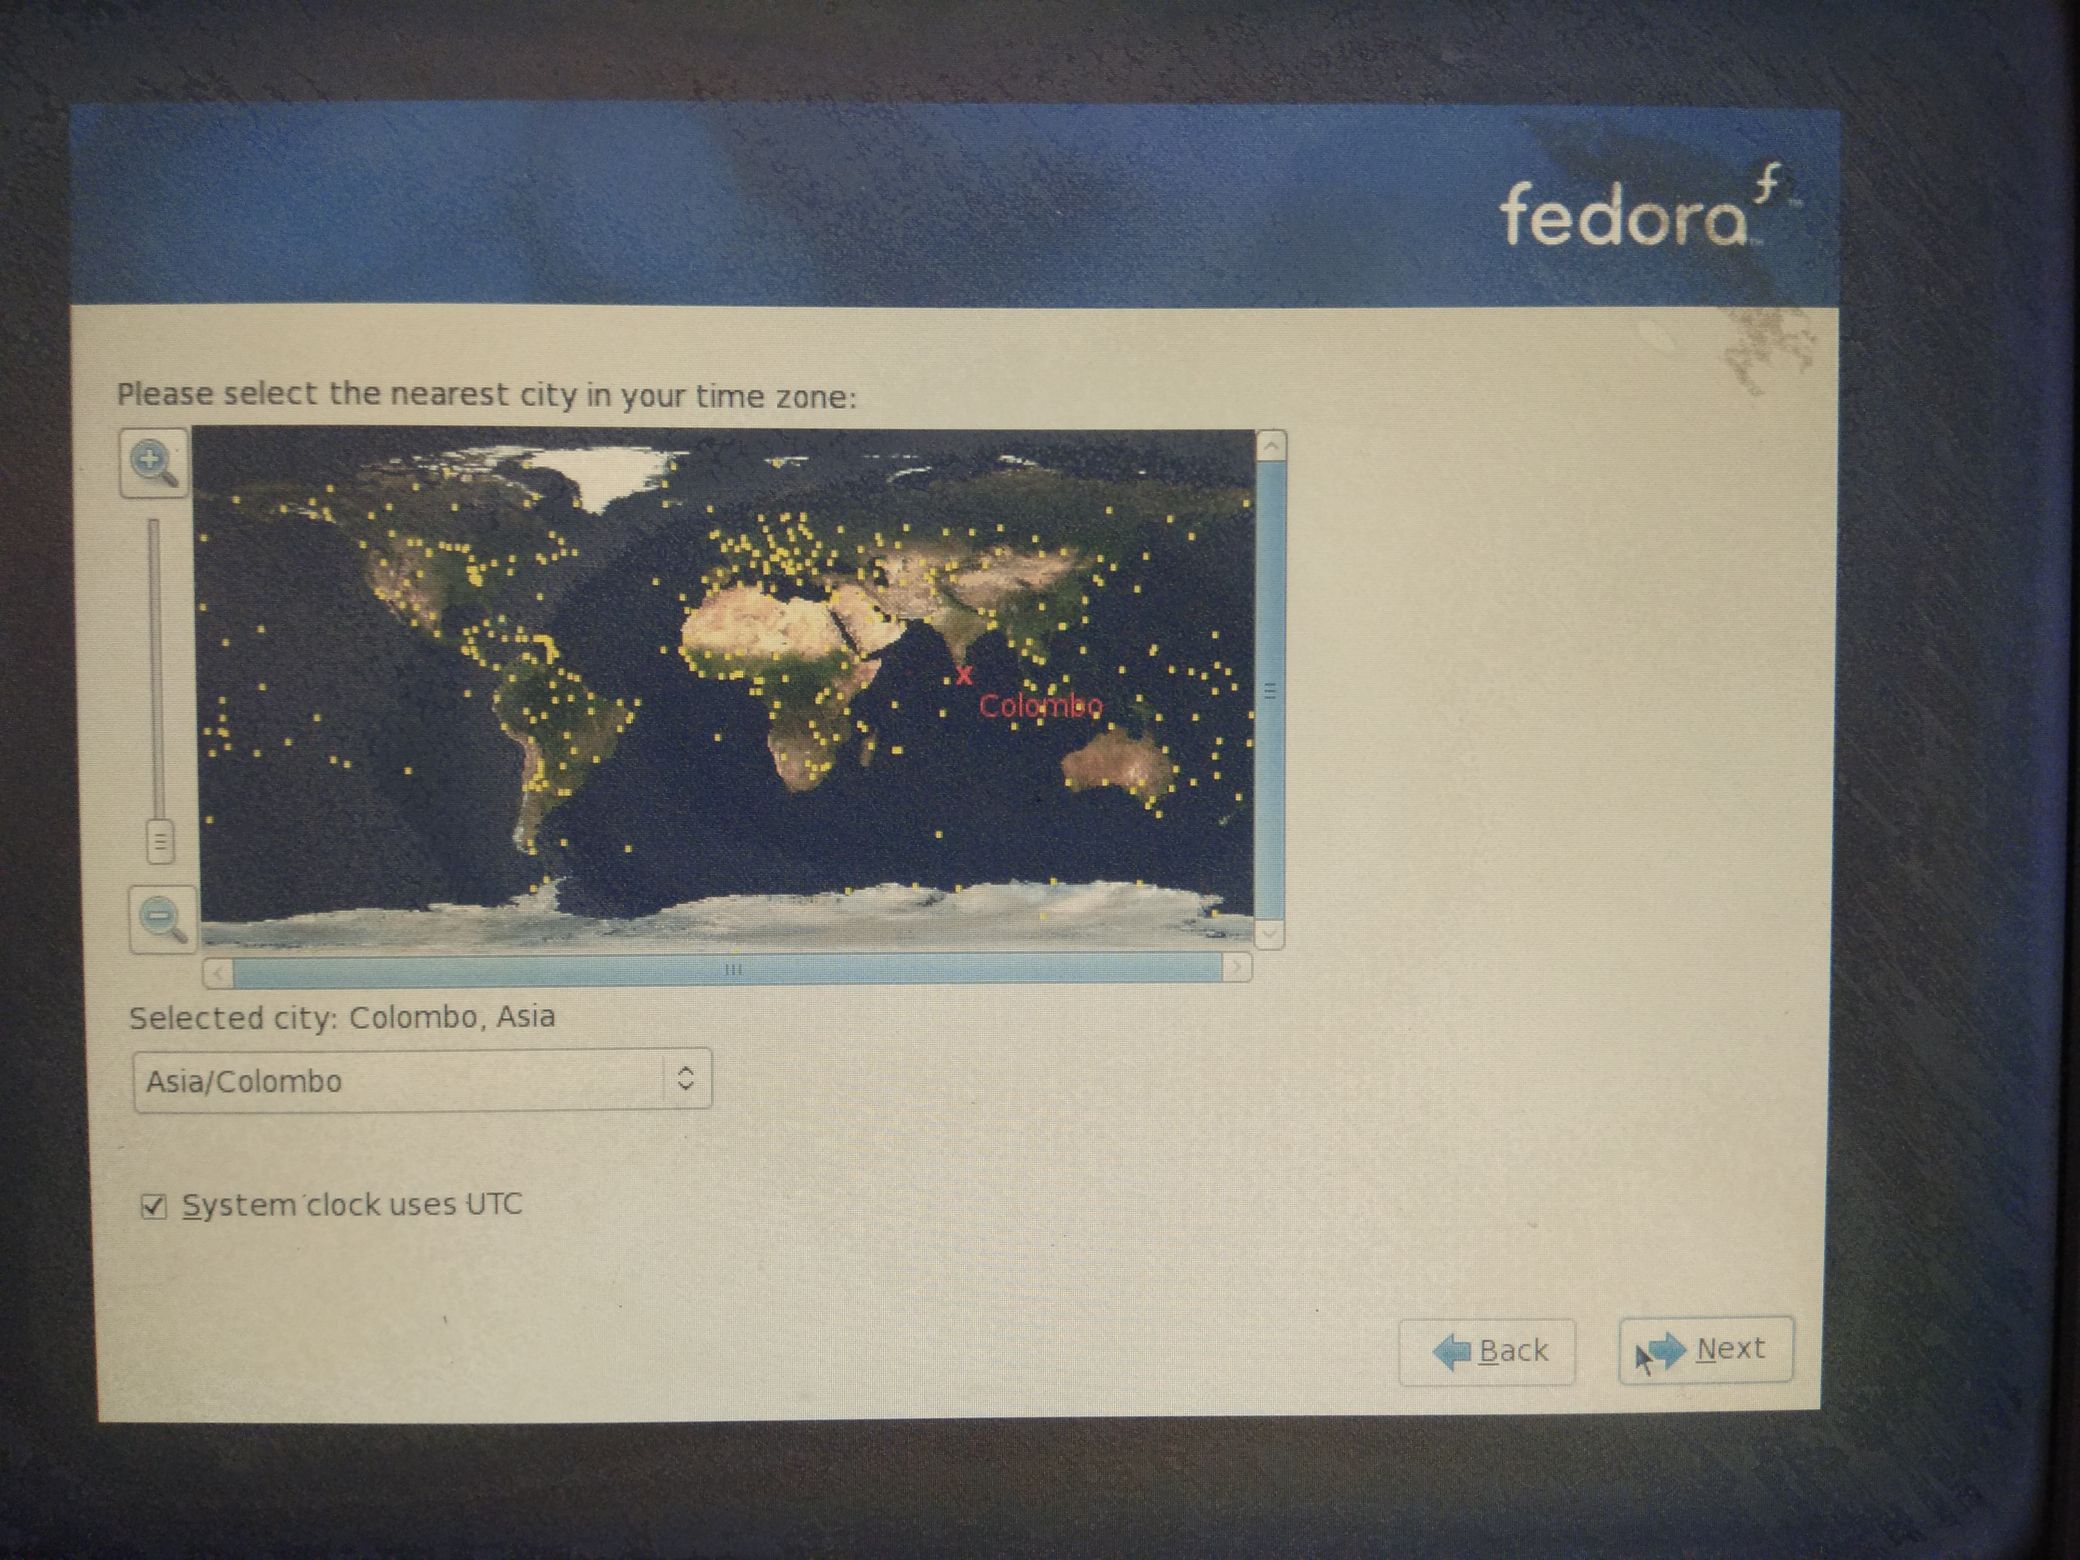 fedora
Please select the nearest city in your time zone:
Colombo
Selected city: Colombo, Asia
Asia/Colombo
System clock uses UTC
Back
Next